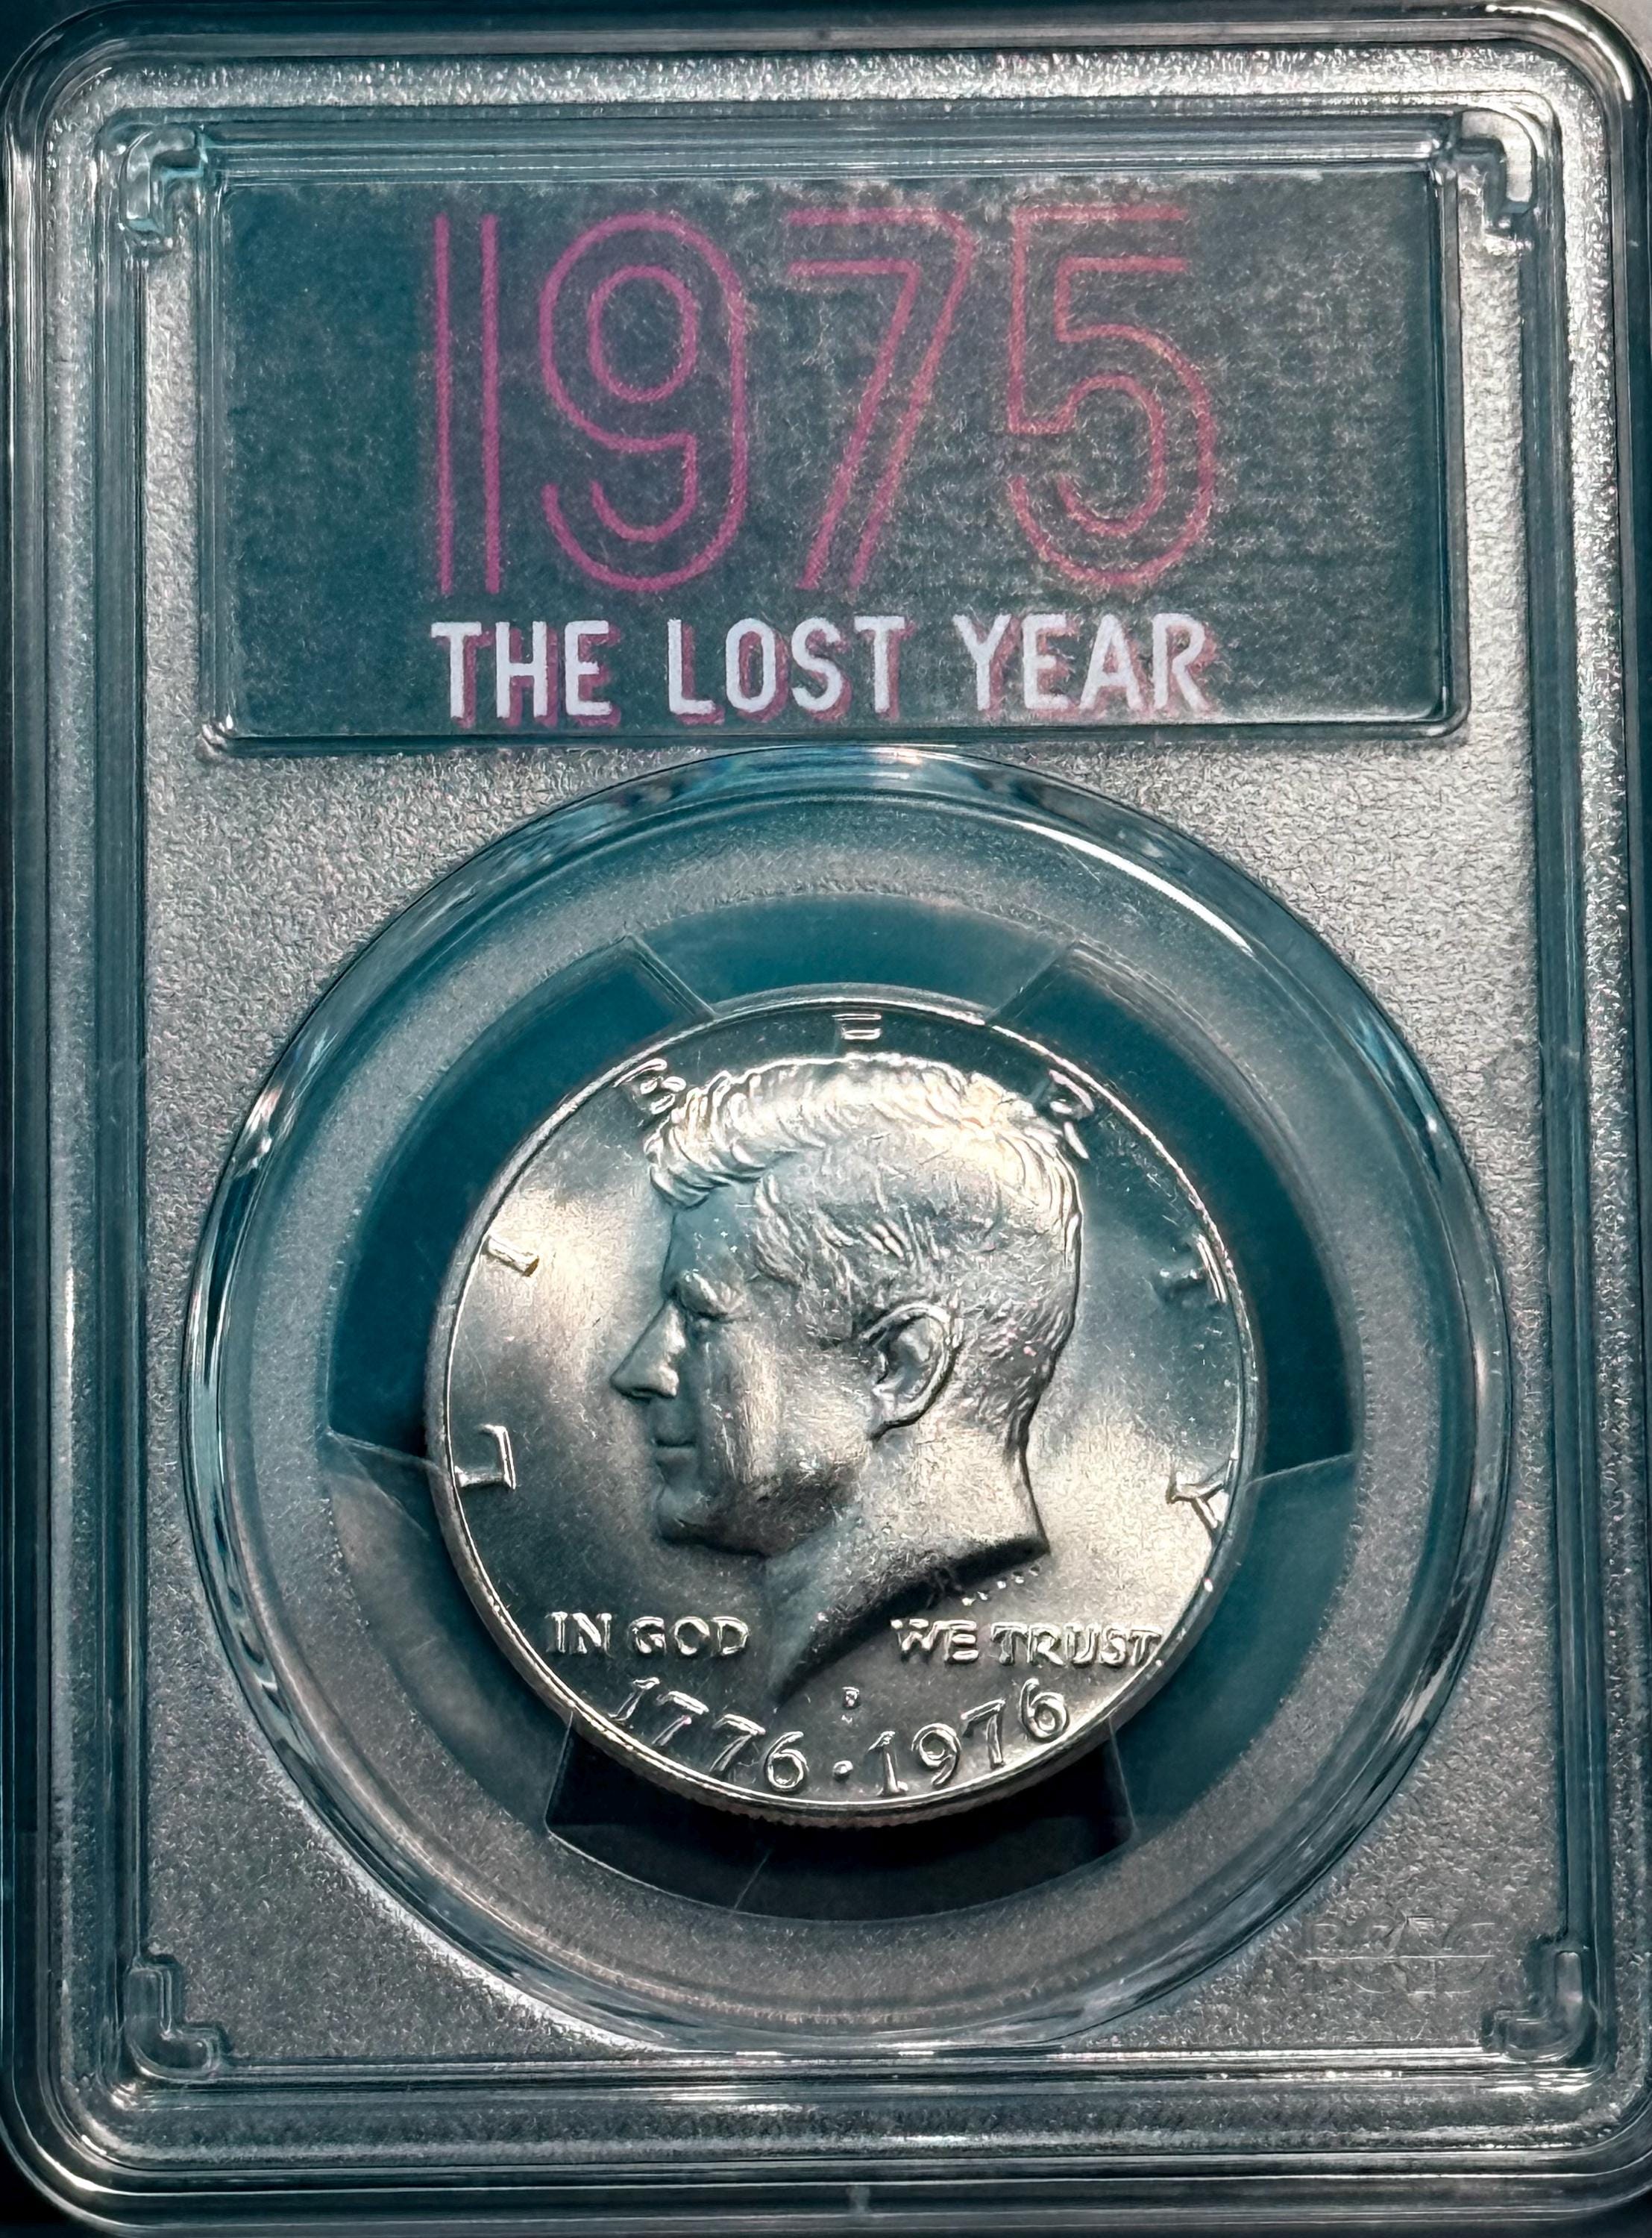 1975
THE LOST YEAR
LIBERTY
IN GOD WE TRUST
D
1776 · 1976